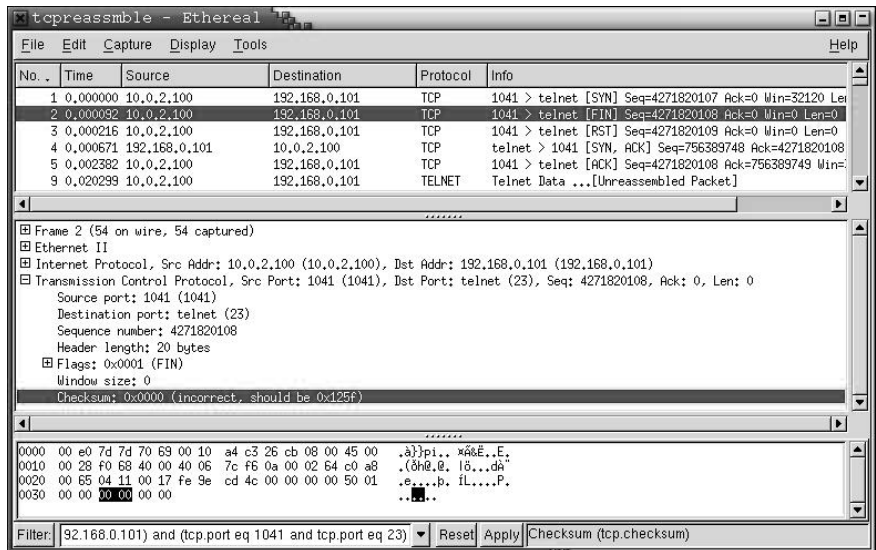 tcpreassmble - Ethereal
File Edit Capture Display Tools Help
No. . Time Source Destination Protocol Info
1 0.000000 10.0.2.100 192.168.0.101 TCP 1041 > telnet [SYN] Seq=4271820107 Ack=0 Win=32120 Le
2 0.000092 10.0.2.100 192.168.0.101 TCP 1041 > telnet [FIN] Seq=4271820108 Ack=0 Win=0 Len=0
3 0.000216 10.0.2.100 192.168.0.101 TCP 1041 > telnet [RST] Seq=4271820109 Ack=0 Win=0 Len=0
4 0.000671 192.168.0.101 10.0.2.100 TCP telnet > 1041 [SYN, ACK] Seq=756389748 Ack=4271820108
5 0.002382 10.0.2.100 192.168.0.101 TCP 1041 > telnet [ACK] Seq=4271820108 Ack=756389749 Win=
9 0.020299 10.0.2.100 192.168.0.101 TELNET Telnet Data ...[Unreassembled Packet]
Frame 2 (54 on wire, 54 captured)
Ethernet II
Internet Protocol, Src Addr: 10.0.2.100 (10.0.2.100), Dst Addr: 192.168.0.101 (192.168.0.101)
Transmission Control Protocol, Src Port: 1041 (1041), Dst Port: telnet (23), Seq: 4271820108, Ack: 0, Len: 0
Source port: 1041 (1041)
Destination port: telnet (23)
Sequence number: 4271820108
Header length: 20 bytes
Flags: 0x0001 (FIN)
Window size: 0
Checksum: 0x0000 (incorrect, should be 0x125f)
0000 00 e0 7d 7d 70 69 00 10 a4 c3 26 cb 08 00 45 00 .à}}pi.. ¤Ã&Ë..E.
0010 00 28 f0 68 40 00 40 06 7c f6 0a 00 02 64 c0 a8 .(ðh@.@. |ö...dÀ¨
0020 00 65 04 11 00 17 fe 9e cd 4c 00 00 00 00 50 01 .e....þ. ÍL....P.
0030 00 00 00 00 00 00 ......
Filter: 92.168.0.101) and (tcp.port eq 1041 and tcp.port eq 23) Reset Apply Checksum (tcp.checksum)